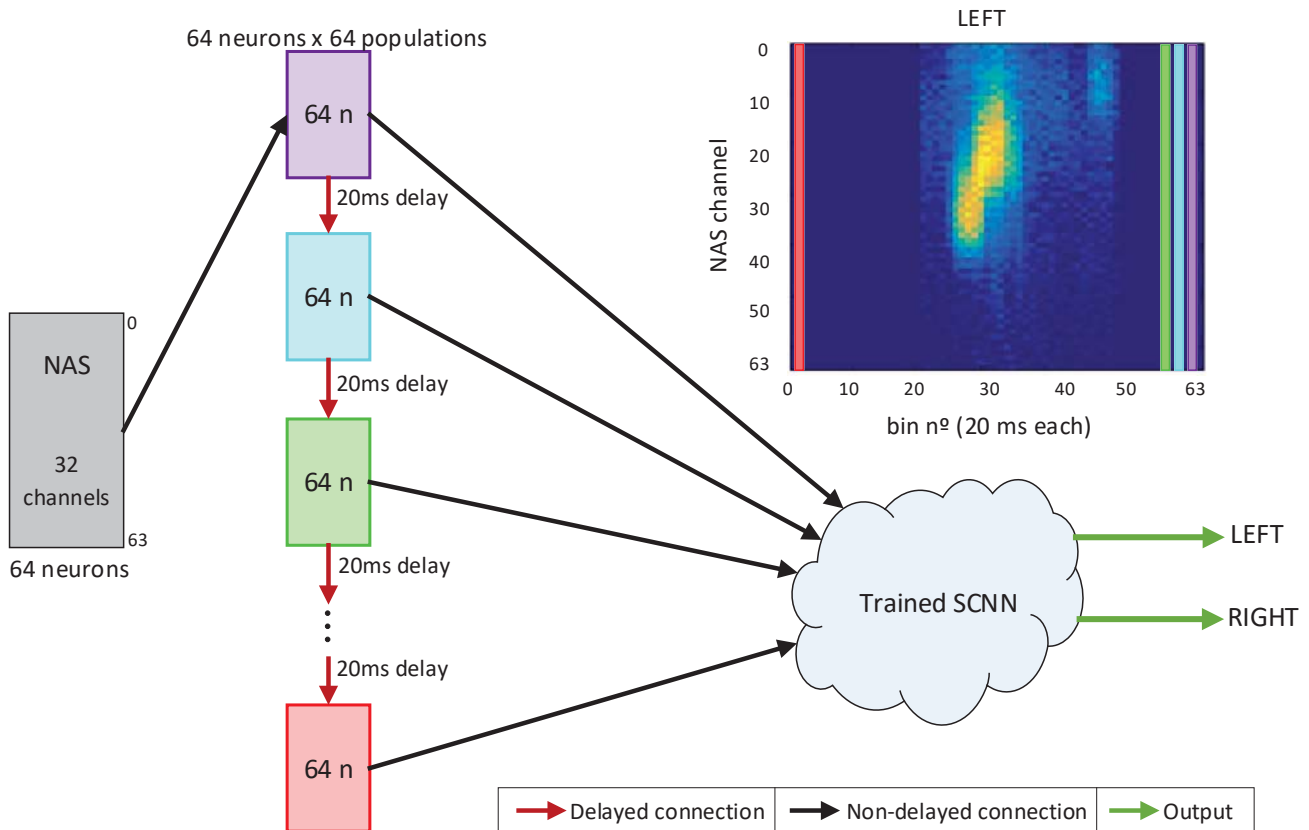 64 neurons x 64 populations
64 n
20ms delay
64 n
20ms delay
64 n
20ms delay
20ms delay
64 n
0
NAS
32
channels
63
64 neurons
LEFT
NAS channel
0
10
20
30
40
50
63
0 10 20 30 40 50 63
bin nº (20 ms each)
Trained SCNN
LEFT
RIGHT
Delayed connection
Non-delayed connection
Output